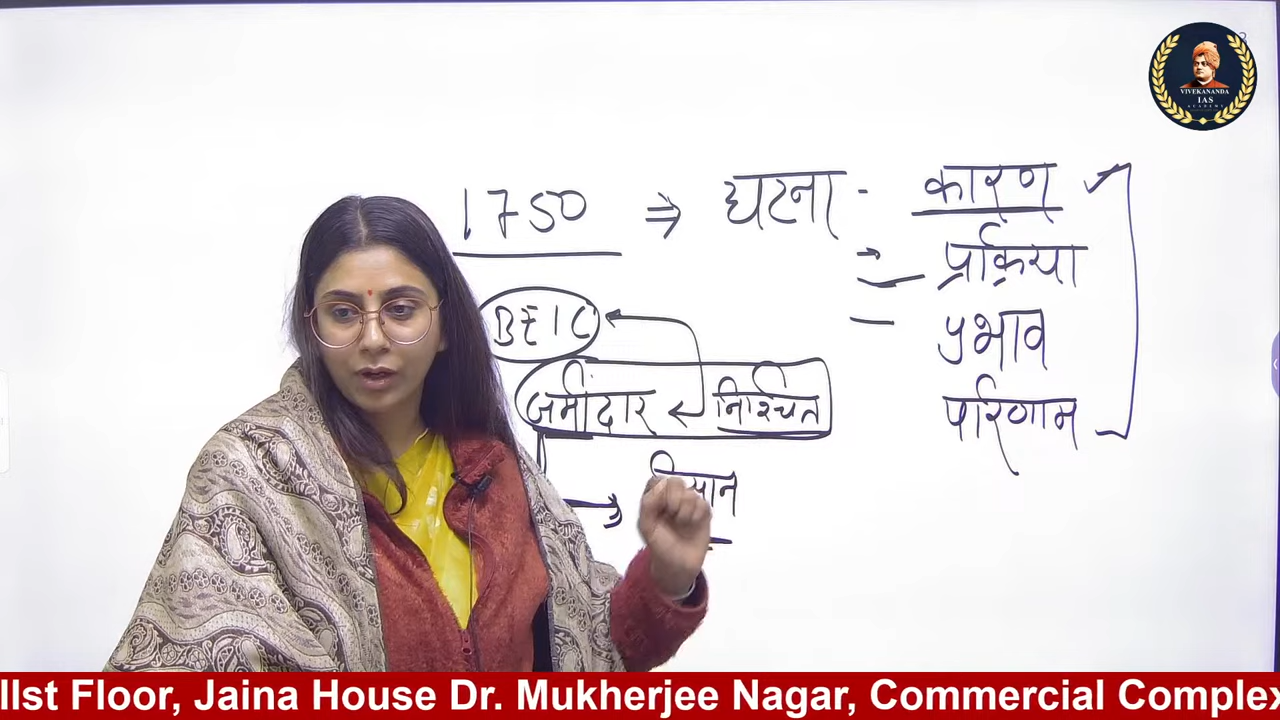 VIVEKANANDA
IAS
ACADEMY
1750 ⇒ घटना - कारण
→ प्रक्रिया
प्रभाव
परिणाम
BEIC
जमींदार ← निश्चित
IIst Floor, Jaina House Dr. Mukherjee Nagar, Commercial Complex